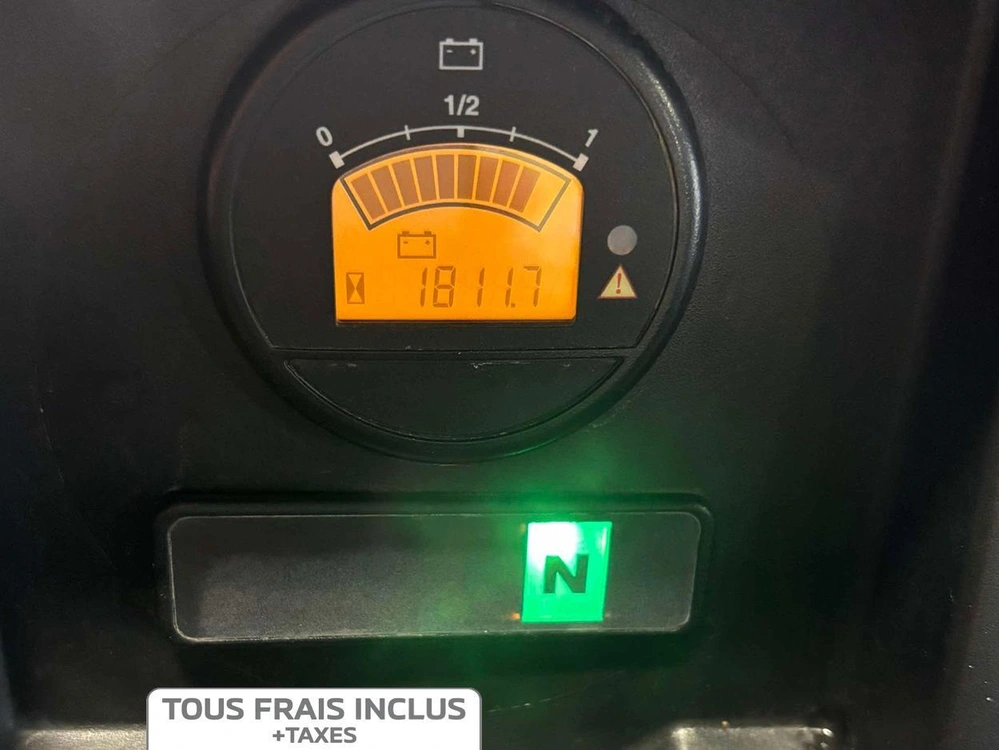 1/2
0 1
1811.7
N
TOUS FRAIS INCLUS
+TAXES